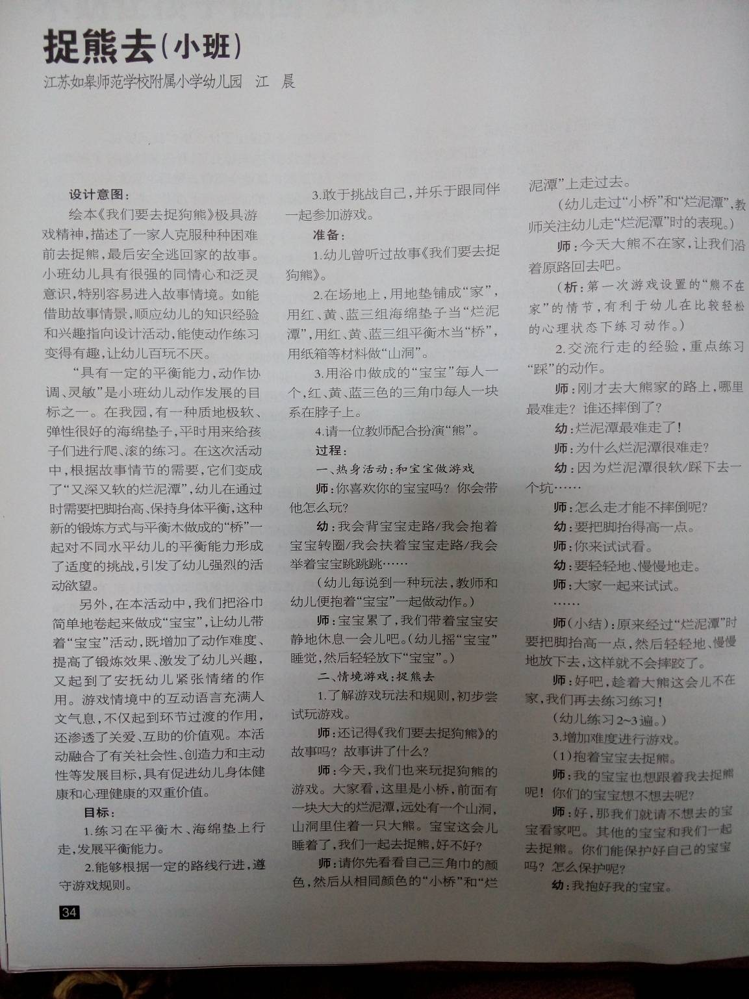 捉熊去(小班)
江苏如皋师范学校附属小学幼儿园 江 晨
设计意图:
绘本《我们要去捉狗熊》极具游
戏精神,描述了一家人克服种种困难
前去捉熊,最后安全逃回家的故事。
小班幼儿具有很强的同情心和泛灵
意识,特别容易进入故事情境。如能
借助故事情景,顺应幼儿的知识经验
和兴趣指向设计活动,能使动作练习
变得有趣,让幼儿百玩不厌。
“具有一定的平衡能力,动作协
调、灵敏”是小班幼儿动作发展的目
标之一。在我园,有一种质地极软、
弹性很好的海绵垫子,平时用来给孩
子们进行爬、滚的练习。在这次活动
中,根据故事情节的需要,它们变成
了“又深又软的烂泥潭”,幼儿在通过
时需要把脚抬高、保持身体平衡,这种
新的锻炼方式与平衡木做成的“桥”一
起对不同水平幼儿的平衡能力形成
了适度的挑战,引发了幼儿强烈的活
动欲望。
另外,在本活动中,我们把浴巾
简单地卷起来做成“宝宝”,让幼儿带
着“宝宝”活动,既增加了动作难度、
提高了锻炼效果、激发了幼儿兴趣,
又起到了安抚幼儿紧张情绪的作
用。游戏情境中的互动语言充满人
文气息,不仅起到环节过渡的作用,
还渗透了关爱、互助的价值观。本活
动融合了有关社会性、创造力和主动
性等发展目标,具有促进幼儿身体健
康和心理健康的双重价值。
目标:
1.练习在平衡木、海绵垫上行
走,发展平衡能力。
2.能够根据一定的路线行进,遵
守游戏规则。
34
3.敢于挑战自己,并乐于跟同伴
一起参加游戏。
准备:
1.幼儿曾听过故事《我们要去捉
狗熊》。
2.在场地上,用地垫铺成“家”,
用红、黄、蓝三组海绵垫子当“烂泥
潭”,用红、黄、蓝三组平衡木当“桥”,
用纸箱等材料做“山洞”。
3.用浴巾做成的“宝宝”每人一
个,红、黄、蓝三色的三角巾每人一块
系在脖子上。
4.请一位教师配合扮演“熊”。
过程:
一、热身活动:和宝宝做游戏
师:你喜欢你的宝宝吗?你会带
他怎么玩?
幼:我会背宝宝走路/我会抱着
宝宝转圈/我会扶着宝宝走路/我会
举着宝宝跳跳跳……
(幼儿每说到一种玩法,教师和
幼儿便抱着“宝宝”一起做动作。)
师:宝宝累了,我们带着宝宝安
静地休息一会儿吧。(幼儿摇“宝宝”
睡觉,然后轻轻放下“宝宝”。)
二、情境游戏:捉熊去
1.了解游戏玩法和规则,初步尝
试玩游戏。
师:还记得《我们要去捉狗熊》的
故事吗?故事讲了什么?
师:今天,我们也来玩捉狗熊的
游戏。大家看,这里是小桥,前面有
一块大大的烂泥潭,远处有一个山洞,
山洞里住着一只大熊。宝宝这会儿
睡着了,我们一起去捉熊,好不好?
师:请你先看看自己三角巾的颜
色,然后从相同颜色的“小桥”和“烂
泥潭”上走过去。
(幼儿走过“小桥”和“烂泥潭”,教
师关注幼儿走“烂泥潭”时的表现。)
师:今天大熊不在家,让我们沿
着原路回去吧。
(析:第一次游戏设置的“熊不在
家”的情节,有利于幼儿在比较轻松
的心理状态下练习动作。)
2.交流行走的经验,重点练习
“踩”的动作。
师:刚才去大熊家的路上,哪里
最难走?谁还摔倒了?
幼:烂泥潭最难走了!
师:为什么烂泥潭很难走?
幼:因为烂泥潭很软/踩下去一
个坑……
师:怎么走才能不摔倒呢?
幼:要把脚抬得高一点。
师:你来试试看。
幼:要轻轻地、慢慢地走。
师:大家一起来试试。
……
师(小结):原来经过“烂泥潭”时
要把脚抬高一点,然后轻轻地、慢慢
地放下去,这样就不会摔跤了。
师:好吧,趁着大熊这会儿不在
家,我们再去练习练习!
(幼儿练习2~3遍。)
3.增加难度进行游戏。
(1)抱着宝宝去捉熊。
师:我的宝宝也想跟着我去捉熊
呢!你们的宝宝想不想去呢?
师:好,那我们就请不想去的宝
宝看家吧。其他的宝宝和我们一起
去捉熊。你们能保护好自己的宝宝
吗?怎么保护呢?
幼:我抱好我的宝宝。